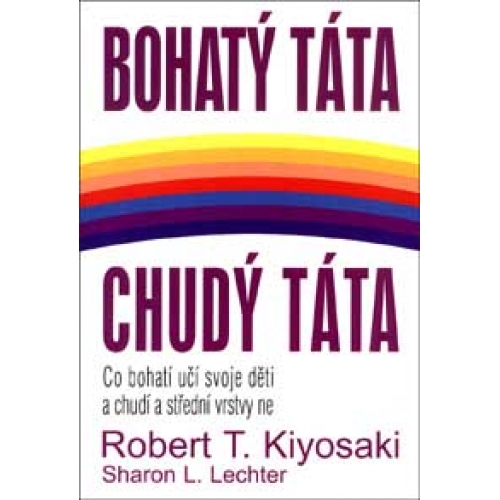 BOHATÝ TÁTA
CHUDÝ TÁTA
Co bohatí učí svoje děti
a chudí a střední vrstvy ne
Robert T. Kiyosaki
Sharon L. Lechter